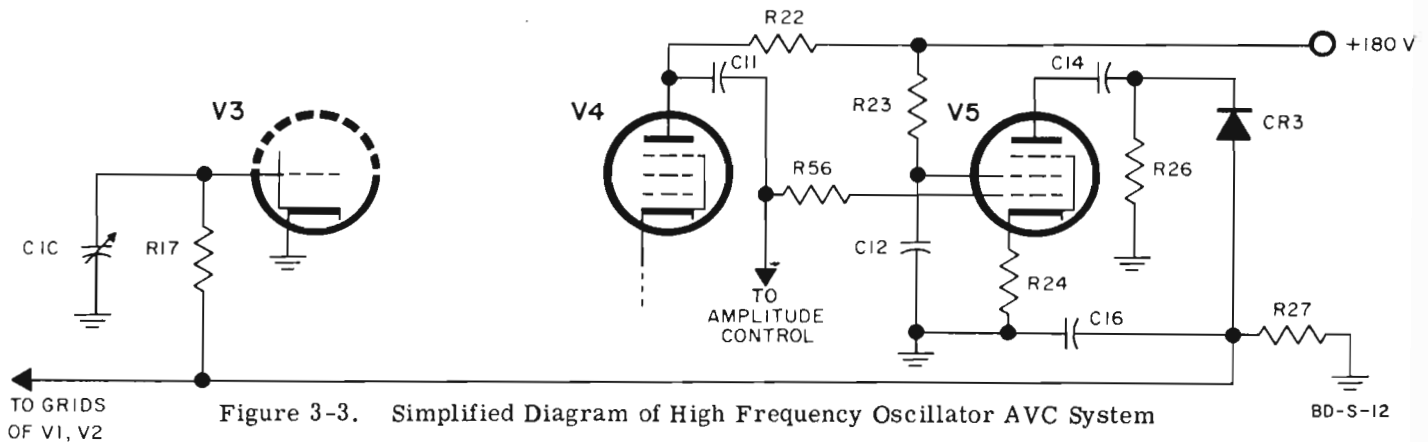 R22
+180 V
C11
C14
V3
V4
R23
V5
CR3
R56
R26
C1C
R17
C12
R24
TO
AMPLITUDE
CONTROL
C16
R27
TO GRIDS
OF V1, V2
Figure 3-3. Simplified Diagram of High Frequency Oscillator AVC System
BD-S-12